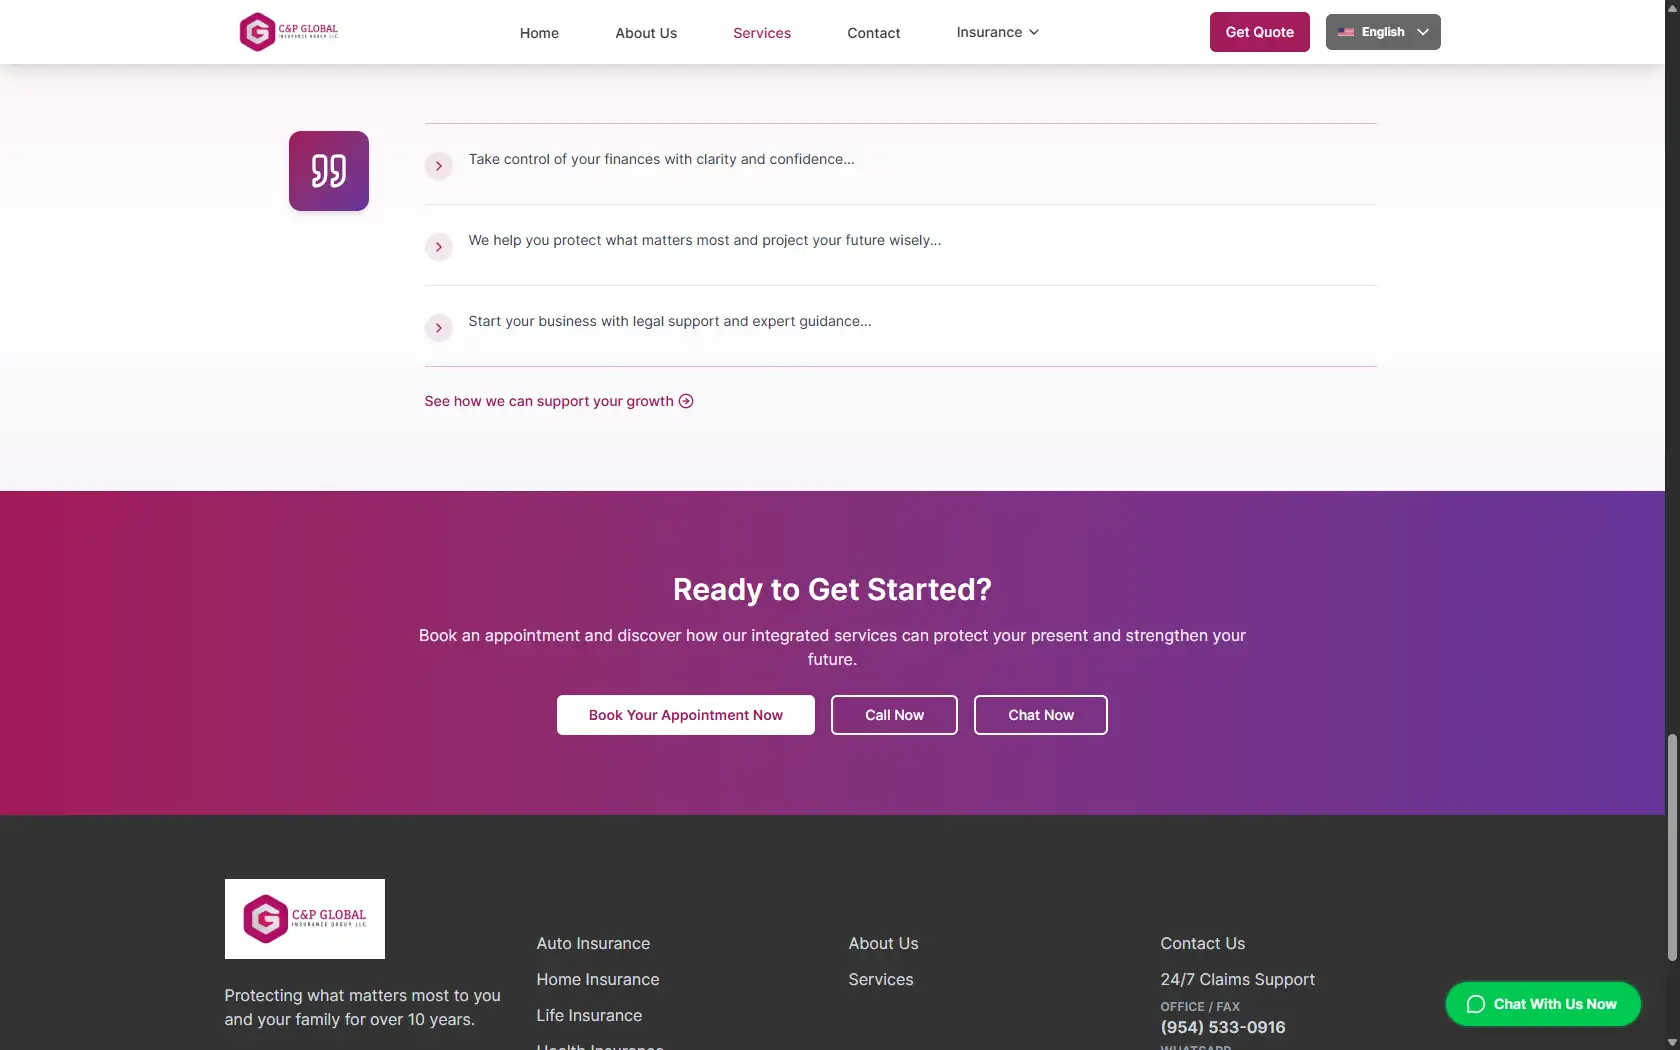 C&P GLOBAL
INSURANCE GROUP LLC
Home
About Us
Services
Contact
Insurance
Get Quote
English
Take control of your finances with clarity and confidence...
We help you protect what matters most and project your future wisely...
Start your business with legal support and expert guidance...
See how we can support your growth
Ready to Get Started?
Book an appointment and discover how our integrated services can protect your present and strengthen your
future.
Book Your Appointment Now
Call Now
Chat Now
C&P GLOBAL
INSURANCE GROUP LLC
Protecting what matters most to you
and your family for over 10 years.
Auto Insurance
Home Insurance
Life Insurance
Health Insurance
About Us
Services
Contact Us
24/7 Claims Support
OFFICE / FAX
(954) 533-0916
WHATSAPP
Chat With Us Now